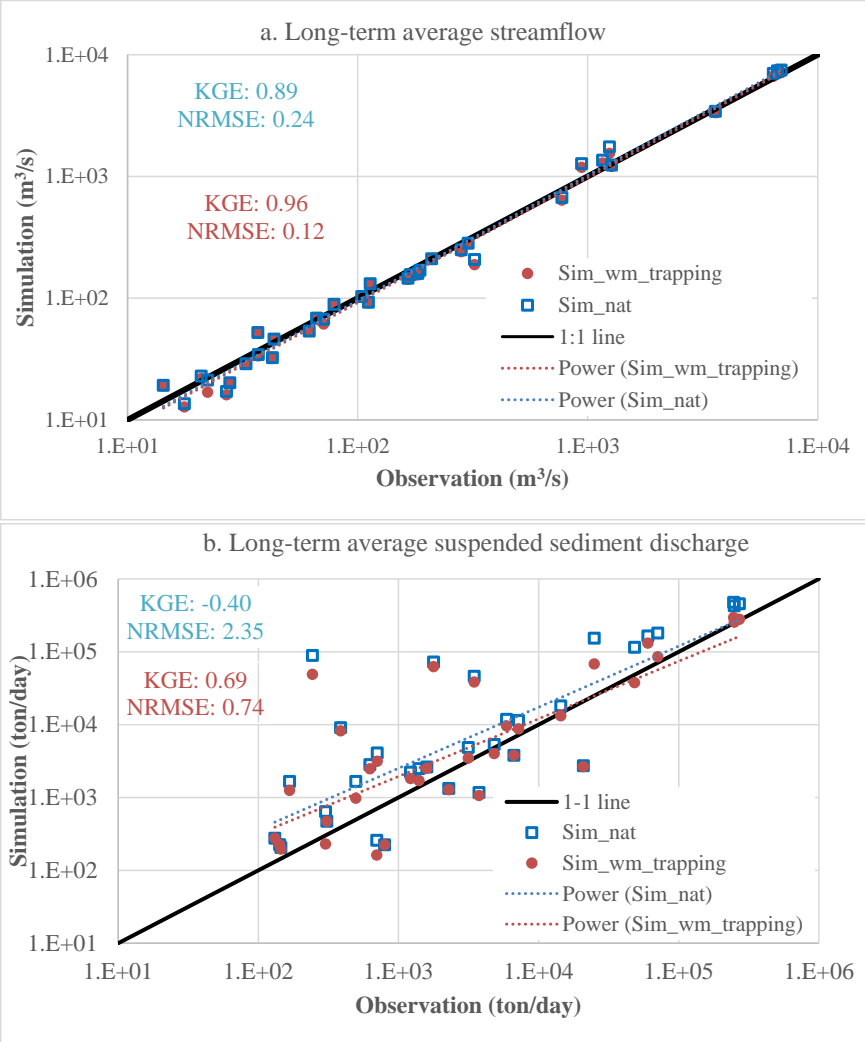 a. Long-term average streamflow
1.E+04
1.E+03
1.E+02
1.E+01
Simulation (m³/s)
KGE: 0.89
NRMSE: 0.24
KGE: 0.96
NRMSE: 0.12
Sim_wm_trapping
Sim_nat
1:1 line
Power (Sim_wm_trapping)
Power (Sim_nat)
1.E+01 1.E+02 1.E+03 1.E+04
Observation (m³/s)
b. Long-term average suspended sediment discharge
1.E+06
1.E+05
1.E+04
1.E+03
1.E+02
1.E+01
Simulation (ton/day)
KGE: -0.40
NRMSE: 2.35
KGE: 0.69
NRMSE: 0.74
1-1 line
Sim_nat
Sim_wm_trapping
Power (Sim_nat)
Power (Sim_wm_trapping)
1.E+01 1.E+02 1.E+03 1.E+04 1.E+05 1.E+06
Observation (ton/day)